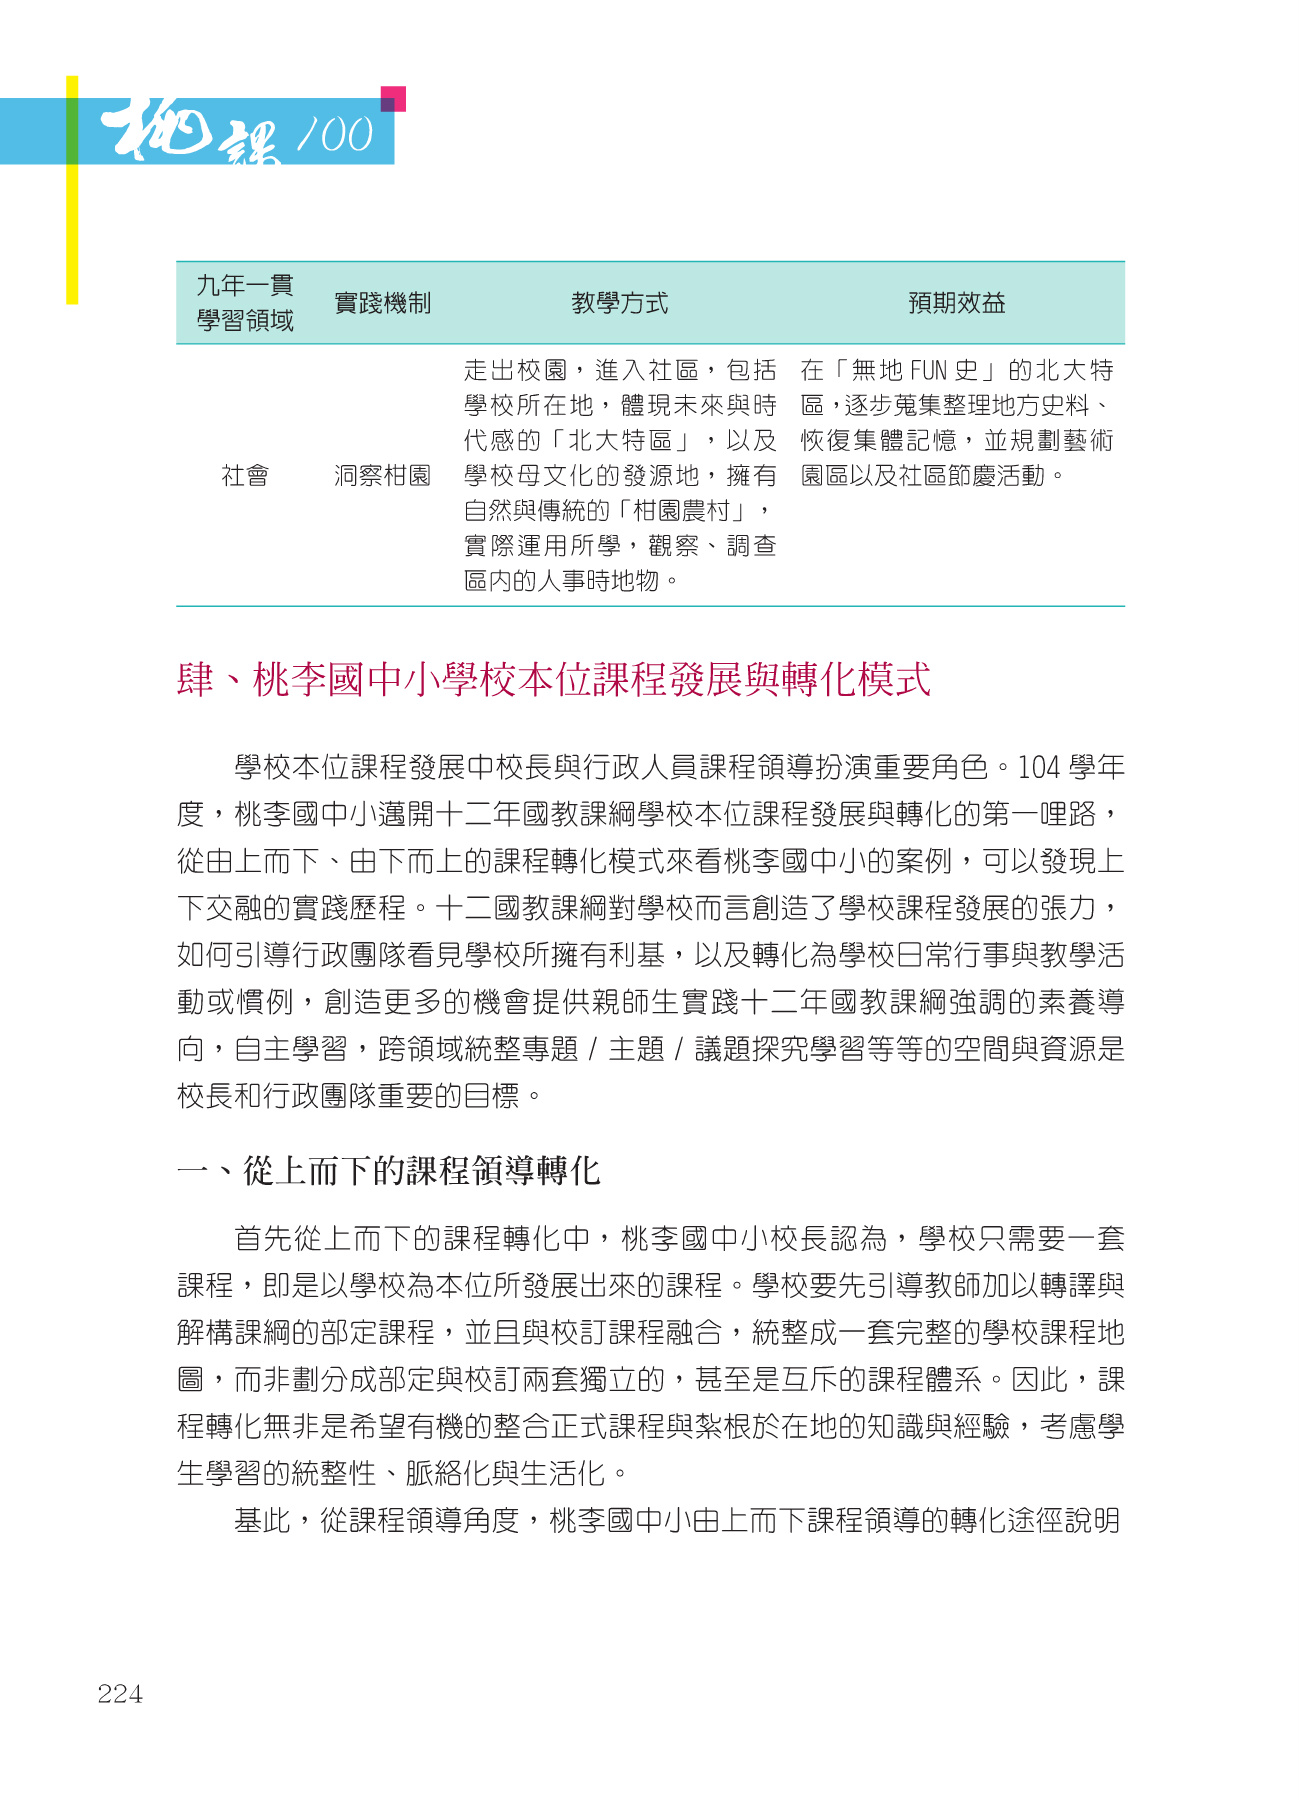 桃課100
九年一貫
學習領域
實踐機制
教學方式
預期效益
社會
洞察柑園
走出校園，進入社區，包括
學校所在地，體現未來與時
代感的「北大特區」，以及
學校母文化的發源地，擁有
自然與傳統的「柑園農村」，
實際運用所學，觀察、調查
區內的人事時地物。
在「無地 FUN 史」的北大特
區，逐步蒐集整理地方史料、
恢復集體記憶，並規劃藝術
園區以及社區節慶活動。
肆、桃李國中小學校本位課程發展與轉化模式
學校本位課程發展中校長與行政人員課程領導扮演重要角色。104 學年
度，桃李國中小邁開十二年國教課綱學校本位課程發展與轉化的第一哩路，
從由上而下、由下而上的課程轉化模式來看桃李國中小的案例，可以發現上
下交融的實踐歷程。十二國教課綱對學校而言創造了學校課程發展的張力，
如何引導行政團隊看見學校所擁有利基，以及轉化為學校日常行事與教學活
動或慣例，創造更多的機會提供親師生實踐十二年國教課綱強調的素養導
向，自主學習，跨領域統整專題 / 主題 / 議題探究學習等等的空間與資源是
校長和行政團隊重要的目標。
一、從上而下的課程領導轉化
首先從上而下的課程轉化中，桃李國中小校長認為，學校只需要一套
課程，即是以學校為本位所發展出來的課程。學校要先引導教師加以轉譯與
解構課綱的部定課程，並且與校訂課程融合，統整成一套完整的學校課程地
圖，而非劃分成部定與校訂兩套獨立的，甚至是互斥的課程體系。因此，課
程轉化無非是希望有機的整合正式課程與紮根於在地的知識與經驗，考慮學
生學習的統整性、脈絡化與生活化。
基此，從課程領導角度，桃李國中小由上而下課程領導的轉化途徑說明
224